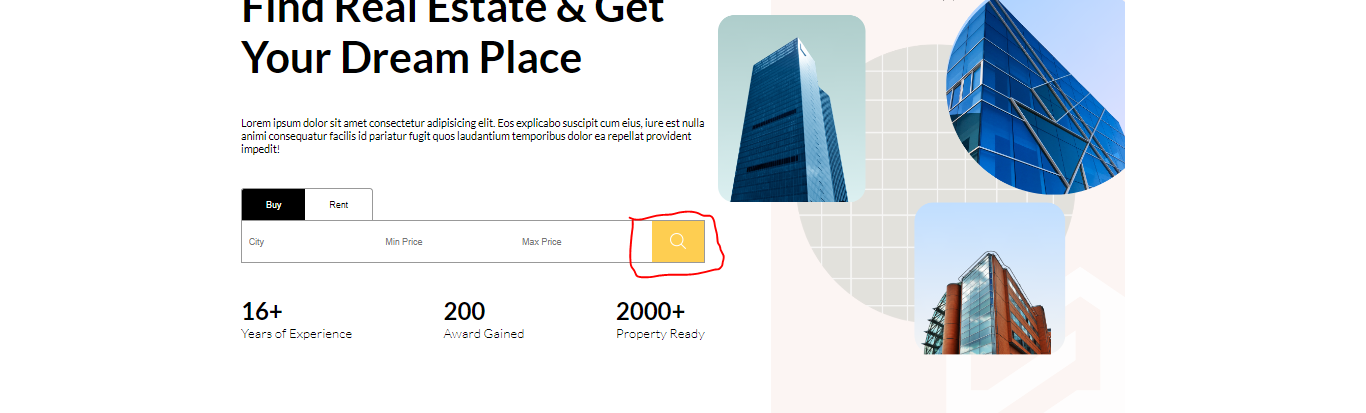 Find Real Estate & Get
Your Dream Place
Lorem ipsum dolor sit amet consectetur adipisicing elit. Eos explicabo suscipit cum eius, iure est nulla
animi consequatur facilis id pariatur fugit quos laudantium temporibus dolor ea repellat provident
impedit!
Buy Rent
City Min Price Max Price
16+ 200 2000+
Years of Experience Award Gained Property Ready